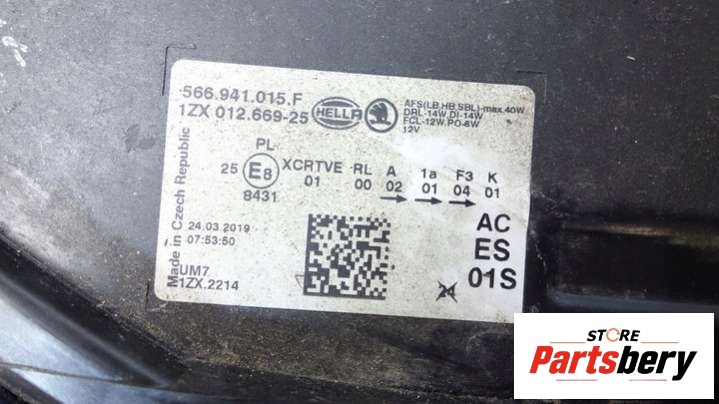 566.941.015.F
1ZX 012.669-25
HELLA
AFS(LB,HB,SBL)-max.40W
DRL-14W,DI-14W
FCL-12W,PO-6W
12V
PL
25 E8 XCRTVE RL A 1a F3 K
8431 01 00 02 01 04 01
Made in Czech Republic
24.03.2019
07:53:50
UM7
1ZX.2214
AC
ES
01S
STORE
Partsbery